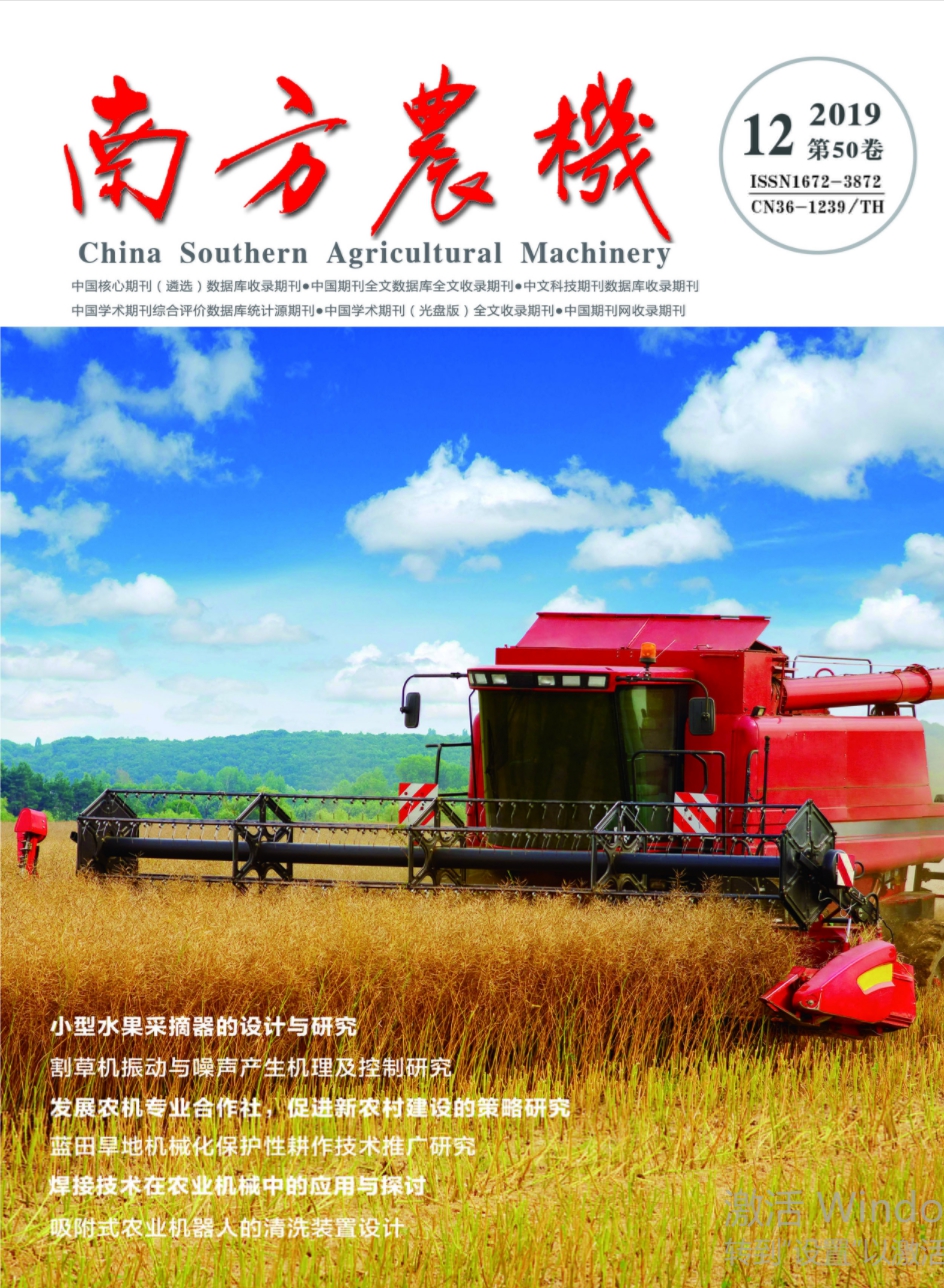 南方農機
12
2019
第50卷
ISSN1672-3872
CN36-1239/TH
China Southern Agricultural Machinery
中国核心期刊（遴选）数据库收录期刊●中国期刊全文数据库全文收录期刊●中文科技期刊数据库收录期刊
中国学术期刊综合评价数据库统计源期刊●中国学术期刊（光盘版）全文收录期刊●中国期刊网收录期刊
小型水果采摘器的设计与研究
割草机振动与噪声产生机理及控制研究
发展农机专业合作社，促进新农村建设的策略研究
蓝田旱地机械化保护性耕作技术推广研究
焊接技术在农业机械中的应用与探讨
吸附式农业机器人的清洗装置设计
激活 Windo
转到"设置"以激活